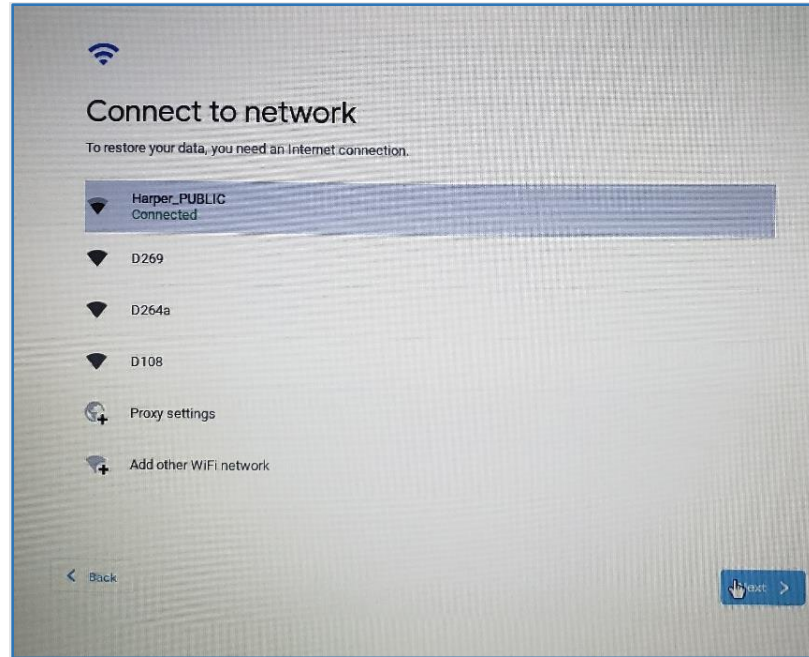 Connect to network
To restore your data, you need an Internet connection.
Harper_PUBLIC
Connected
D269
D264a
D108
Proxy settings
Add other WiFi network
Back